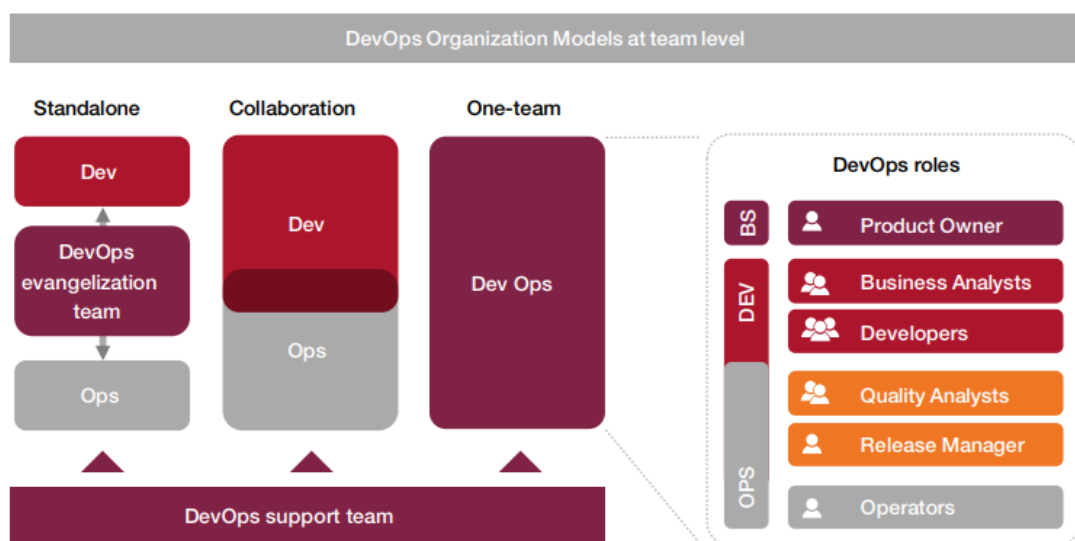 DevOps Organization Models at team level
Standalone
Collaboration
One-team
Dev
DevOps
evangelization
team
Ops
Dev
Ops
Dev Ops
DevOps support team
DevOps roles
BS
Product Owner
DEV
Business Analysts
Developers
OPS
Quality Analysts
Release Manager
Operators